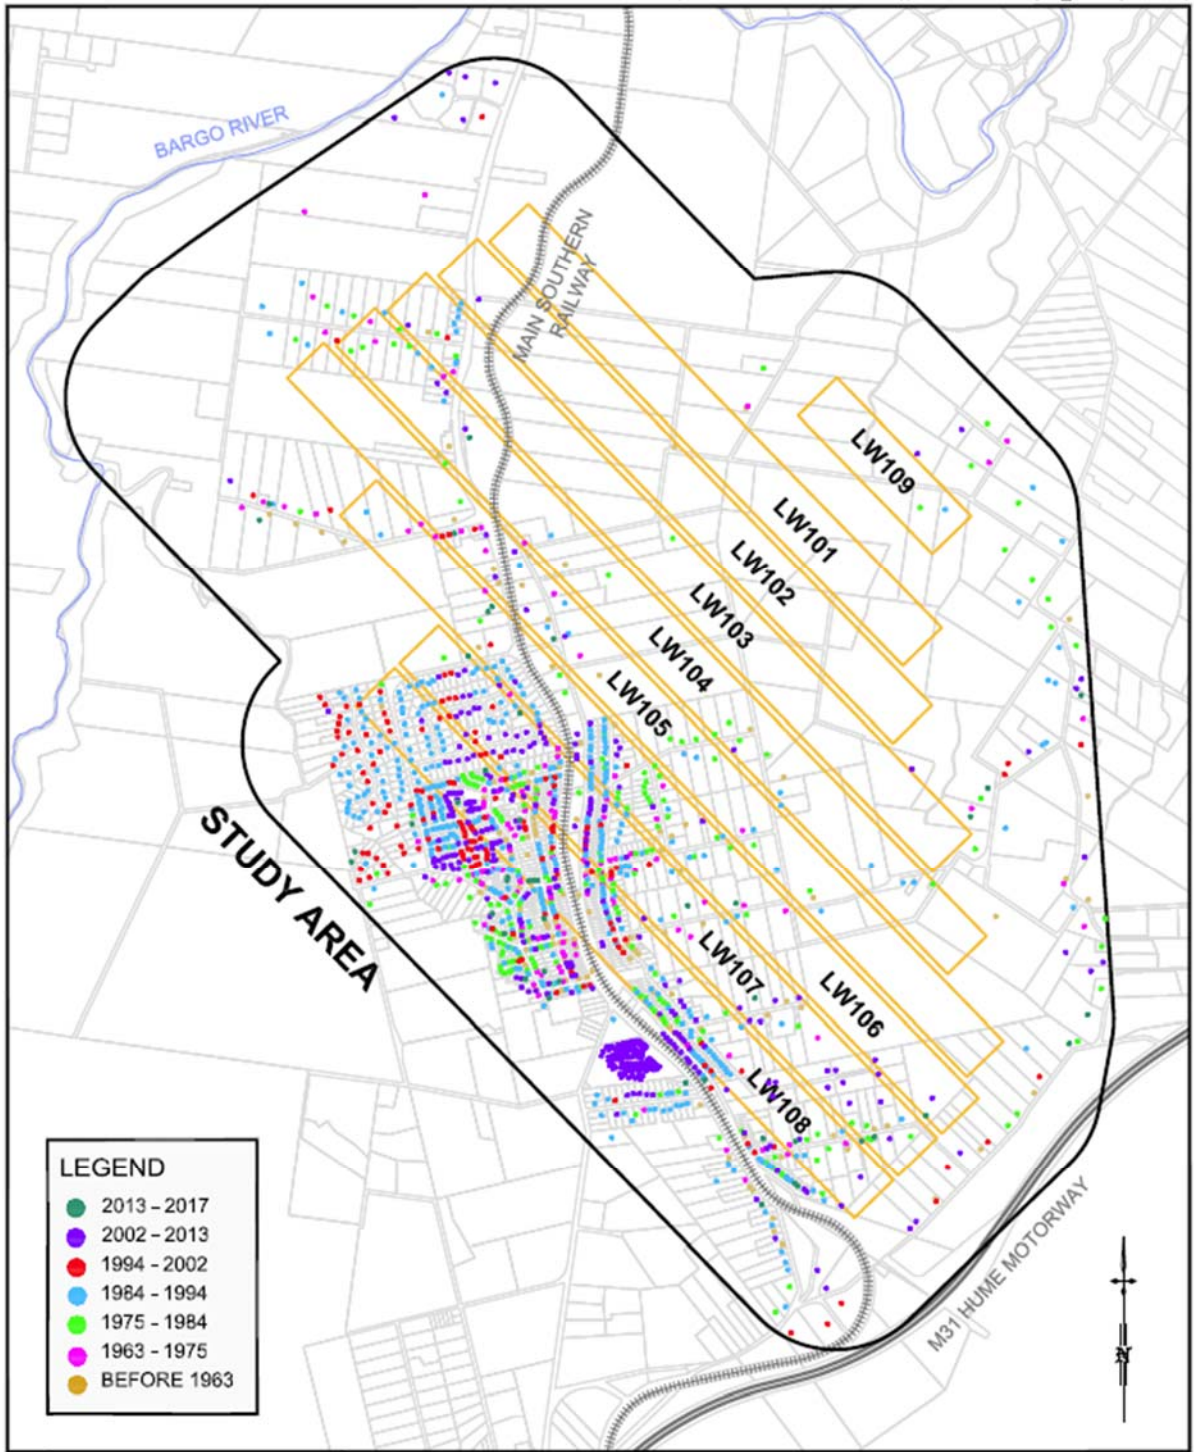 BARGO RIVER
MAIN SOUTHERN
RAILWAY
LW109
LW101
LW102
LW103
LW104
LW105
STUDY AREA
LW107
LW106
LW108
M31 HUME MOTORWAY
LEGEND
2013 - 2017
2002 - 2013
1994 - 2002
1984 - 1994
1975 - 1984
1963 - 1975
BEFORE 1963
N